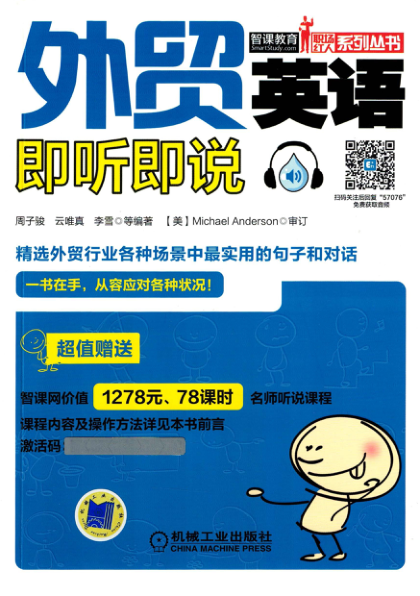 智课教育
SmartStudy.com
职场红人系列丛书
外贸英语
即听即说
扫码关注后回复“57076”
免费获取音频
周子骏 云唯真 李雪◎等编著 【美】Michael Anderson◎审订
精选外贸行业各种场景中最实用的句子和对话
一书在手，从容应对各种状况！
超值赠送
智课网价值 1278元、78课时 名师听说课程
课程内容及操作方法详见本书前言
激活码：
机械工业出版社
CHINA MACHINE PRESS